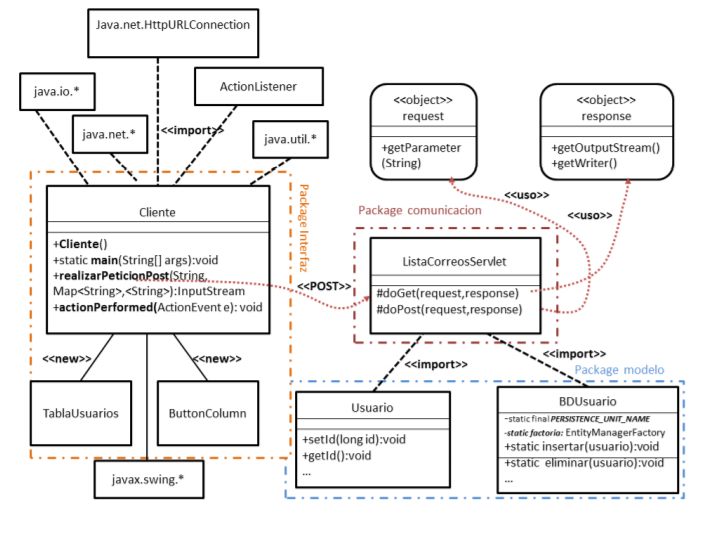 Java.net.HttpURLConnection
java.io.*
ActionListener
java.net.*
<<import>>
java.util.*
<<object>>
request
+getParameter
(String)
<<object>>
response
+getOutputStream()
+getWriter()
<<uso>>
<<uso>>
Package Interfaz
Cliente
+Cliente()
+static main(String[] args):void
+realizarPeticionPost(String,
Map<String>,<String>):InputStream
+actionPerformed(ActionEvent e): void
<<POST>>
Package comunicacion
ListaCorreosServlet
#doGet(request,response)
#doPost(request,response)
<<new>>
<<new>>
<<import>>
<<import>>
Package modelo
TablaUsuarios
ButtonColumn
javax.swing.*
Usuario
+setId(long id):void
+getId():void
...
BDUsuario
-static final PERSISTENCE_UNIT_NAME
-static factoria: EntityManagerFactory
+static insertar(usuario):void
+static eliminar(usuario):void
...